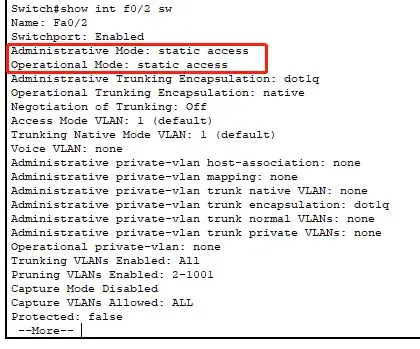 Switch#show int f0/2 sw
Name: Fa0/2
Switchport: Enabled
Administrative Mode: static access
Operational Mode: static access
Administrative Trunking Encapsulation: dot1q
Operational Trunking Encapsulation: native
Negotiation of Trunking: Off
Access Mode VLAN: 1 (default)
Trunking Native Mode VLAN: 1 (default)
Voice VLAN: none
Administrative private-vlan host-association: none
Administrative private-vlan mapping: none
Administrative private-vlan trunk native VLAN: none
Administrative private-vlan trunk encapsulation: dot1q
Administrative private-vlan trunk normal VLANs: none
Administrative private-vlan trunk private VLANs: none
Operational private-vlan: none
Trunking VLANs Enabled: All
Pruning VLANs Enabled: 2-1001
Capture Mode Disabled
Capture VLANs Allowed: ALL
Protected: false
--More--